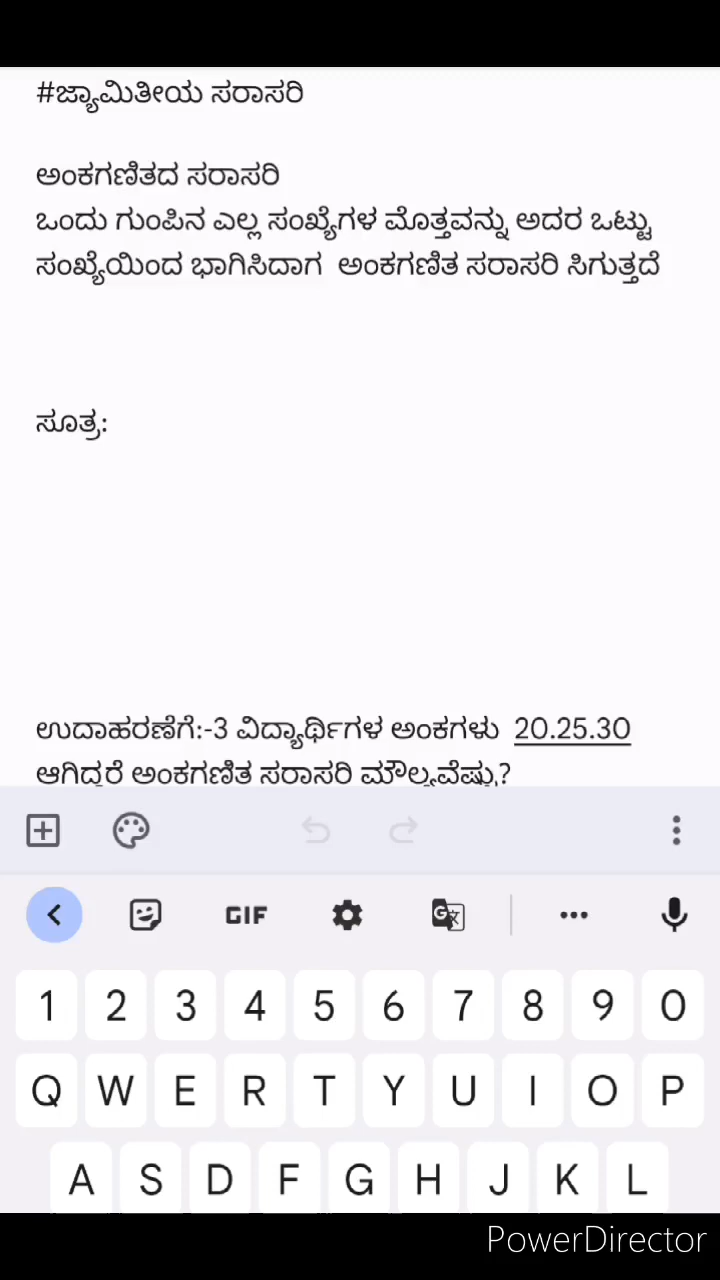 #ಜ್ಯಾಮಿತೀಯ ಸರಾಸರಿ
ಅಂಕಗಣಿತದ ಸರಾಸರಿ
ಒಂದು ಗುಂಪಿನ ಎಲ್ಲ ಸಂಖ್ಯೆಗಳ ಮೊತ್ತವನ್ನು ಅದರ ಒಟ್ಟು
ಸಂಖ್ಯೆಯಿಂದ ಭಾಗಿಸಿದಾಗ ಅಂಕಗಣಿತ ಸರಾಸರಿ ಸಿಗುತ್ತದೆ
ಸೂತ್ರ:
ಉದಾಹರಣೆಗೆ:-3 ವಿದ್ಯಾರ್ಥಿಗಳ ಅಂಕಗಳು 20.25.30
ಆಗಿದ್ದರೆ ಅಂಕಗಣಿತ ಸರಾಸರಿ ಮೌಲ್ಯವೆಷ್ಟು?
GIF
1 2 3 4 5 6 7 8 9 0
Q W E R T Y U I O P
A S D F G H J K L
PowerDirector